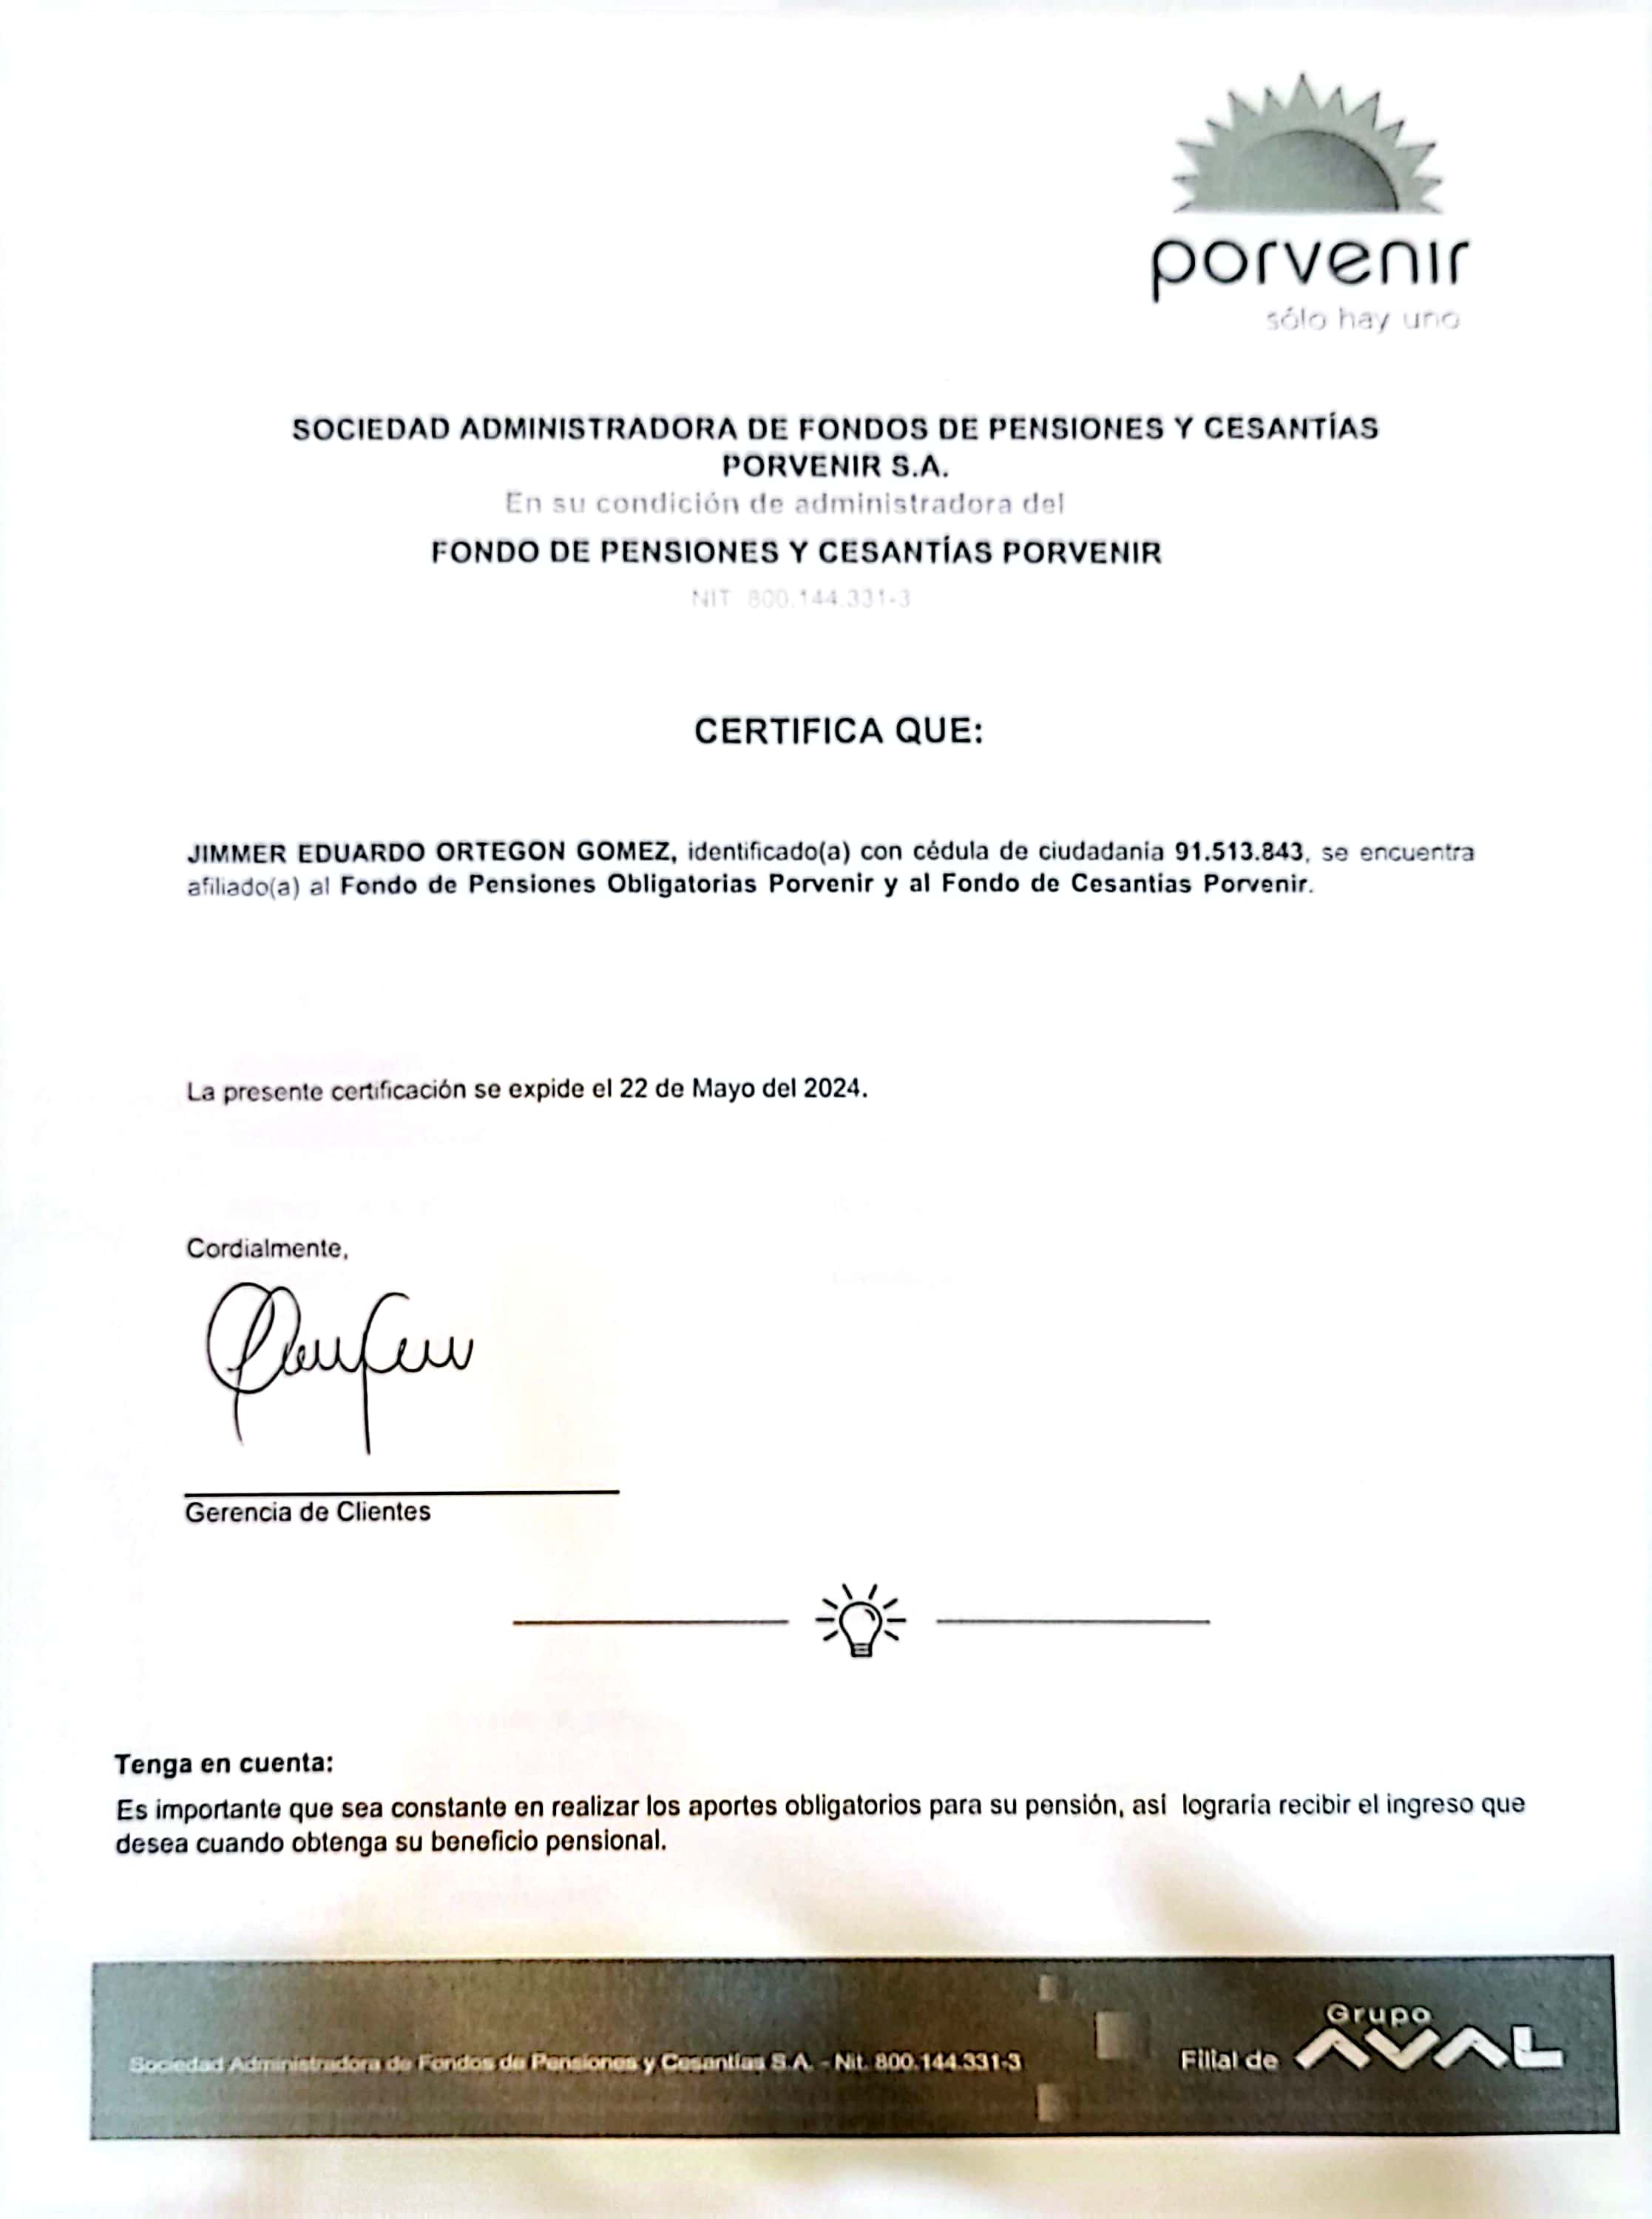 porvenir
sólo hay uno
SOCIEDAD ADMINISTRADORA DE FONDOS DE PENSIONES Y CESANTÍAS
PORVENIR S.A.
En su condición de administradora del
FONDO DE PENSIONES Y CESANTÍAS PORVENIR
NIT 800.144.331-3
CERTIFICA QUE:
JIMMER EDUARDO ORTEGON GOMEZ, identificado(a) con cédula de ciudadania 91.513.843, se encuentra
afiliado(a) al Fondo de Pensiones Obligatorias Porvenir y al Fondo de Cesantias Porvenir.
La presente certificación se expide el 22 de Mayo del 2024.
Cordialmente,
Gerencia de Clientes
Tenga en cuenta:
Es importante que sea constante en realizar los aportes obligatorios para su pensión, asi lograria recibir el ingreso que
desea cuando obtenga su beneficio pensional.
Sociedad Administradora de Fondos de Pensiones y Cesantias S.A. - Nit. 800.144.331-3
Filial de Grupo AVAL